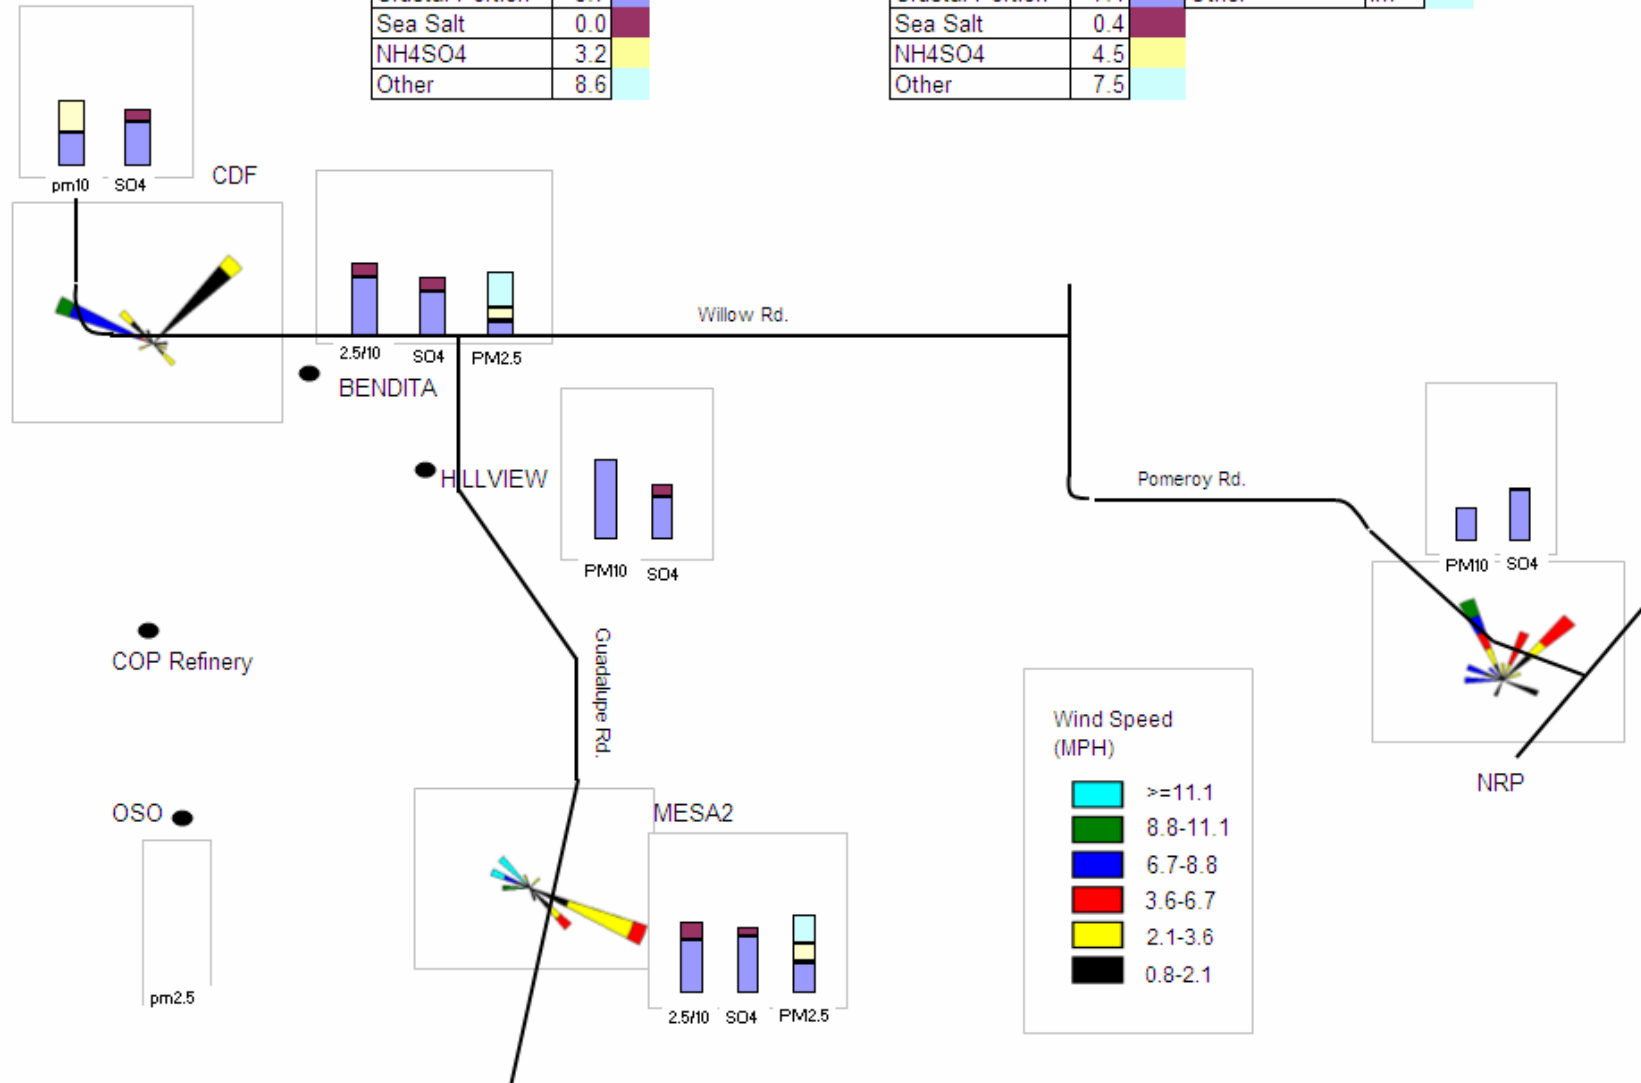 Sea Salt 0.0
NH4SO4 3.2
Other 8.6
Sea Salt 0.4
NH4SO4 4.5
Other 7.5
pm10 SO4
CDF
Willow Rd.
2.5/10 SO4 PM2.5
BENDITA
HILLVIEW
Pomeroy Rd.
PM10 SO4
PM10 SO4
COP Refinery
Guadalupe Rd.
Wind Speed
(MPH)
>=11.1
8.8-11.1
6.7-8.8
3.6-6.7
2.1-3.6
0.8-2.1
NRP
OSO
MESA2
pm2.5
2.5/10 SO4 PM2.5